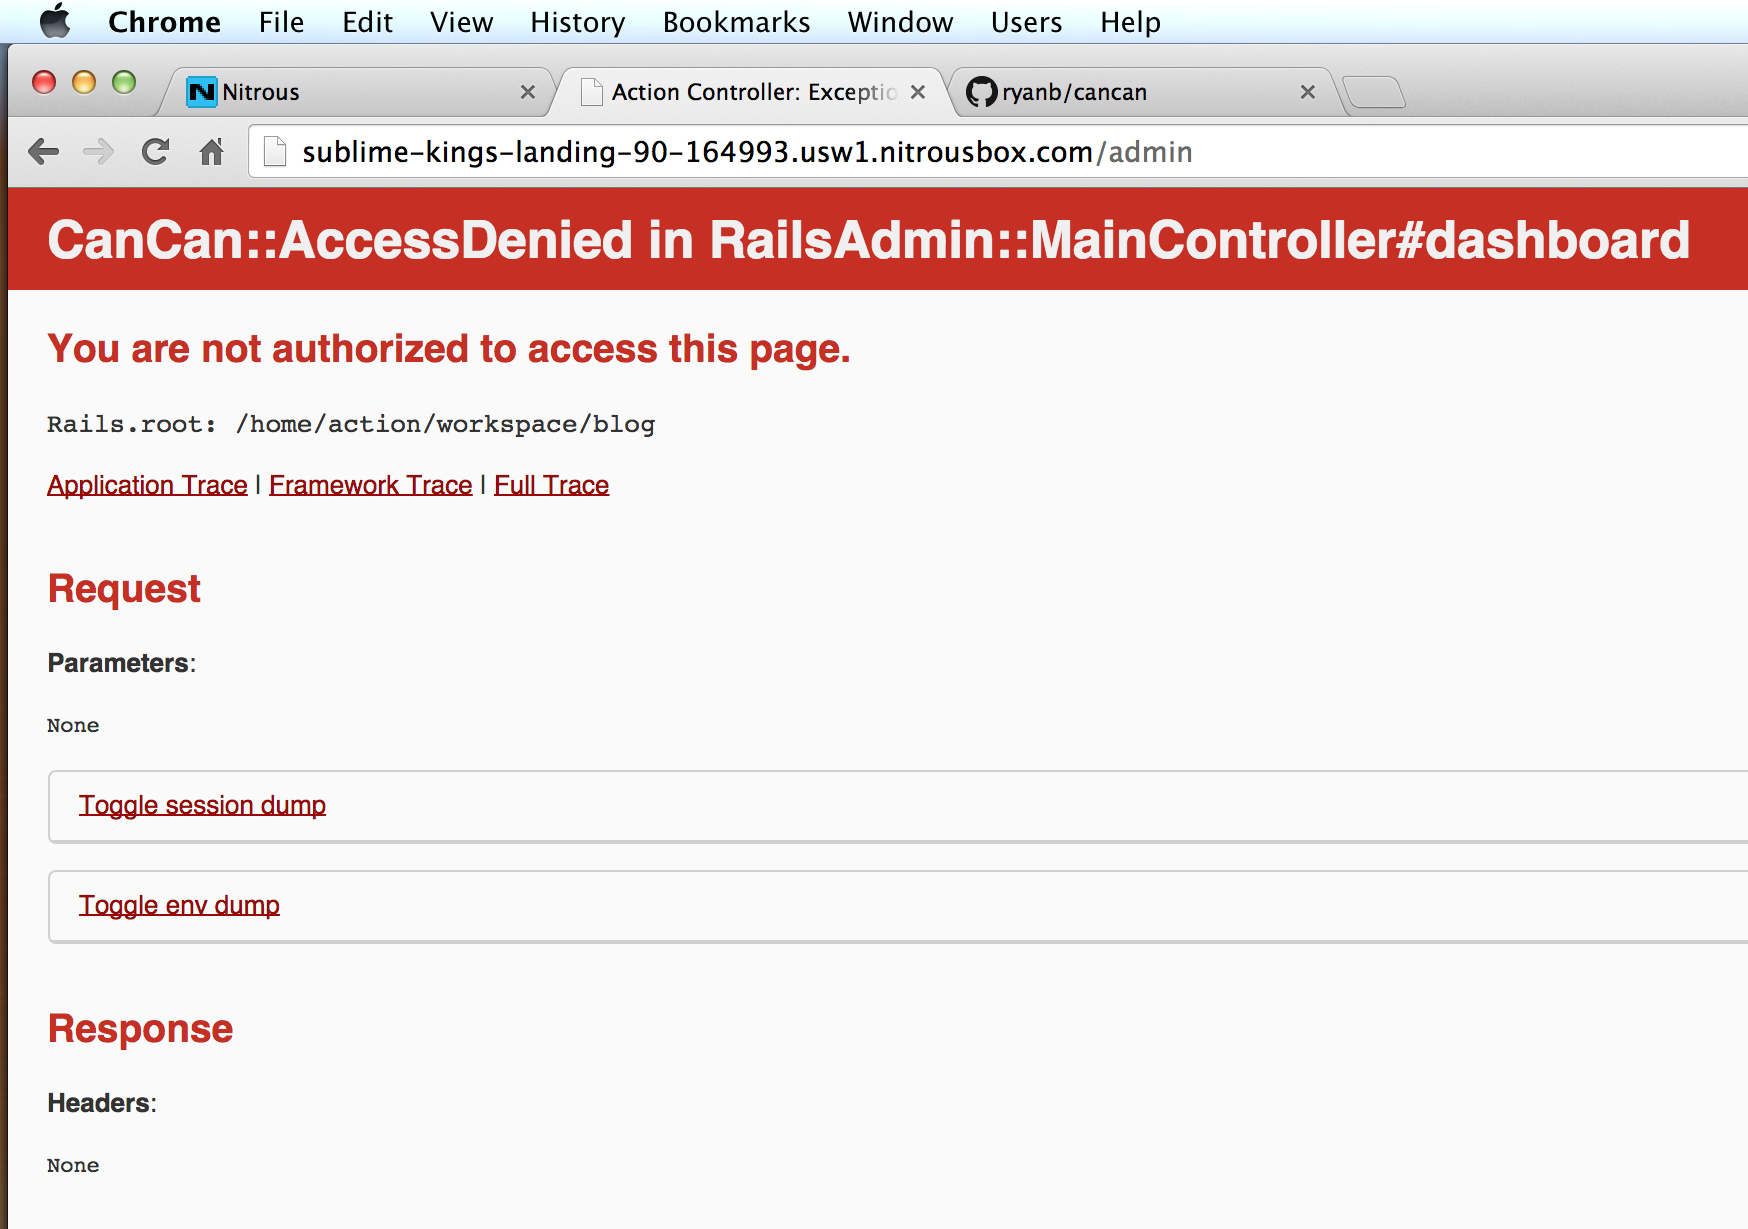 Chrome File Edit View History Bookmarks Window Users Help
Nitrous Action Controller: Exceptio ryanb/cancan
sublime-kings-landing-90-164993.usw1.nitrousbox.com/admin
CanCan::AccessDenied in RailsAdmin::MainController#dashboard
You are not authorized to access this page.
Rails.root: /home/action/workspace/blog
Application Trace | Framework Trace | Full Trace
Request
Parameters:
None
Toggle session dump
Toggle env dump
Response
Headers:
None